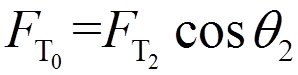 F_{T_0} = F_{T_2} cos θ_2